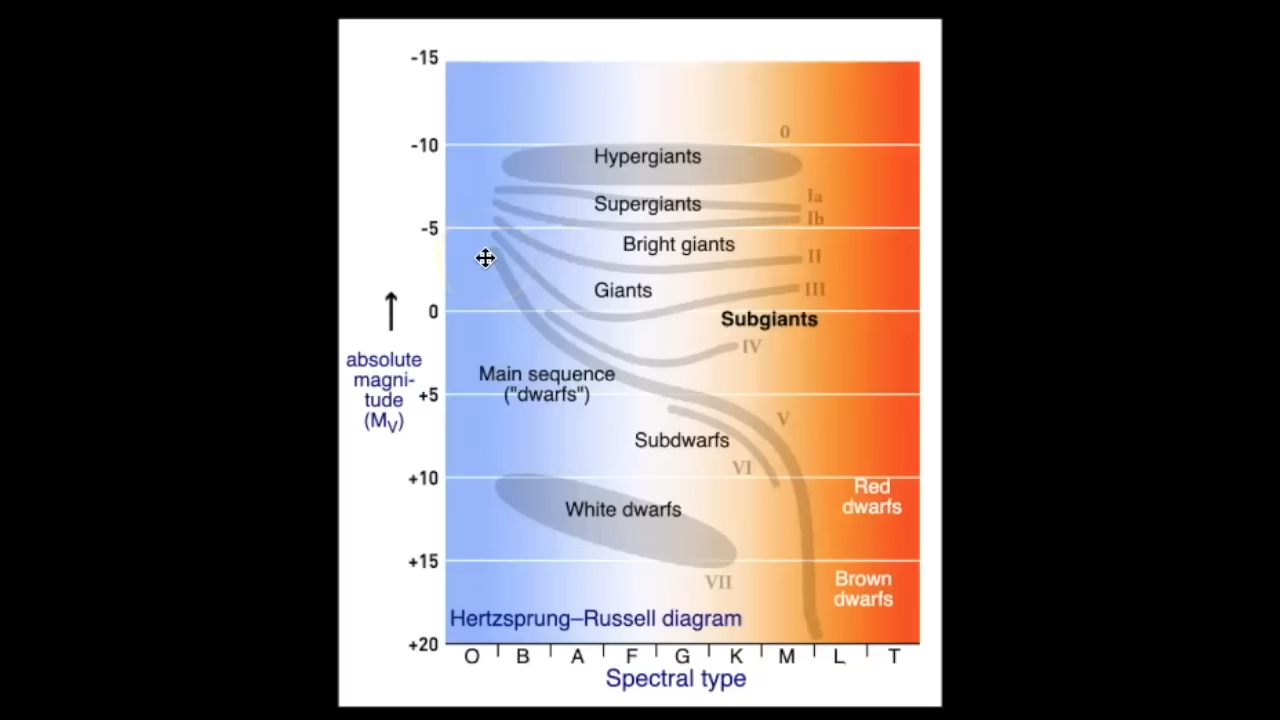 -15
-10
-5
0
+5
+10
+15
+20
absolute
magni-
tude
(MV)
0
Hypergiants
Ia
Supergiants
Ib
Bright giants
II
Giants
III
Subgiants
IV
Main sequence
("dwarfs")
V
Subdwarfs
VI
Red
dwarfs
White dwarfs
VII
Brown
dwarfs
Hertzsprung–Russell diagram
O B A F G K M L T
Spectral type